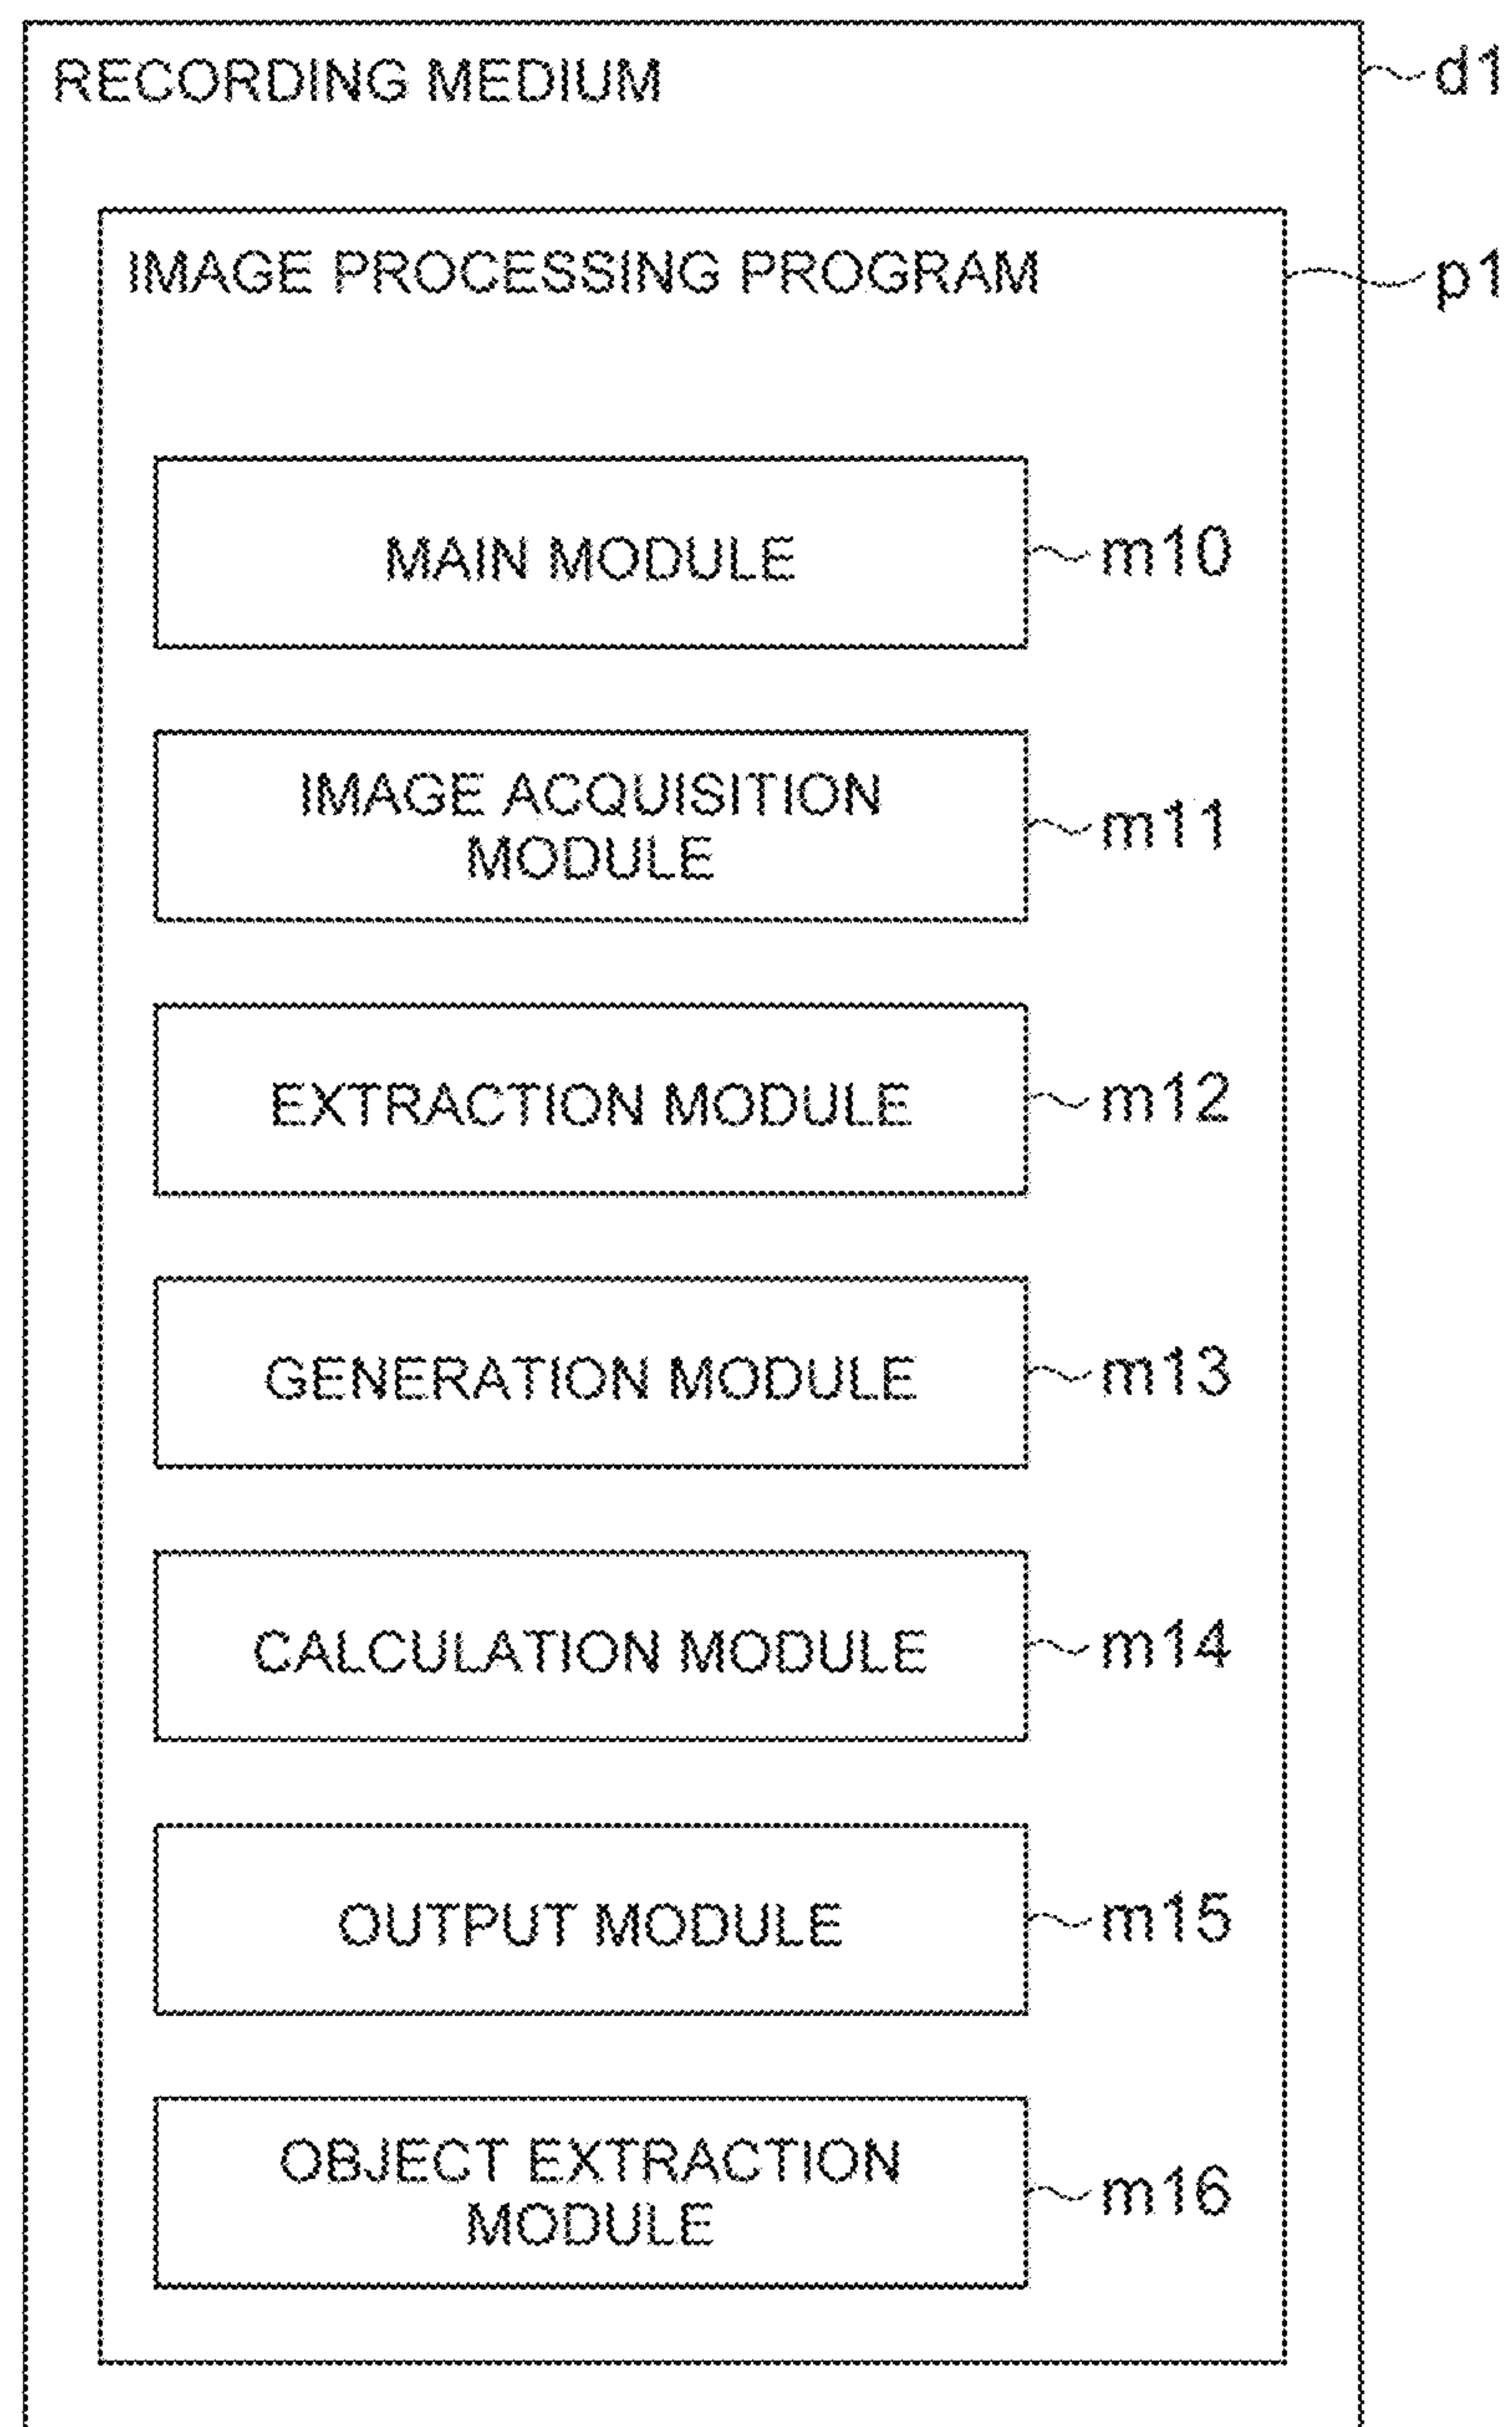 RECORDING MEDIUM
d1
IMAGE PROCESSING PROGRAM
p1
MAIN MODULE
m10
IMAGE ACQUISITION
MODULE
m11
EXTRACTION MODULE
m12
GENERATION MODULE
m13
CALCULATION MODULE
m14
OUTPUT MODULE
m15
OBJECT EXTRACTION
MODULE
m16